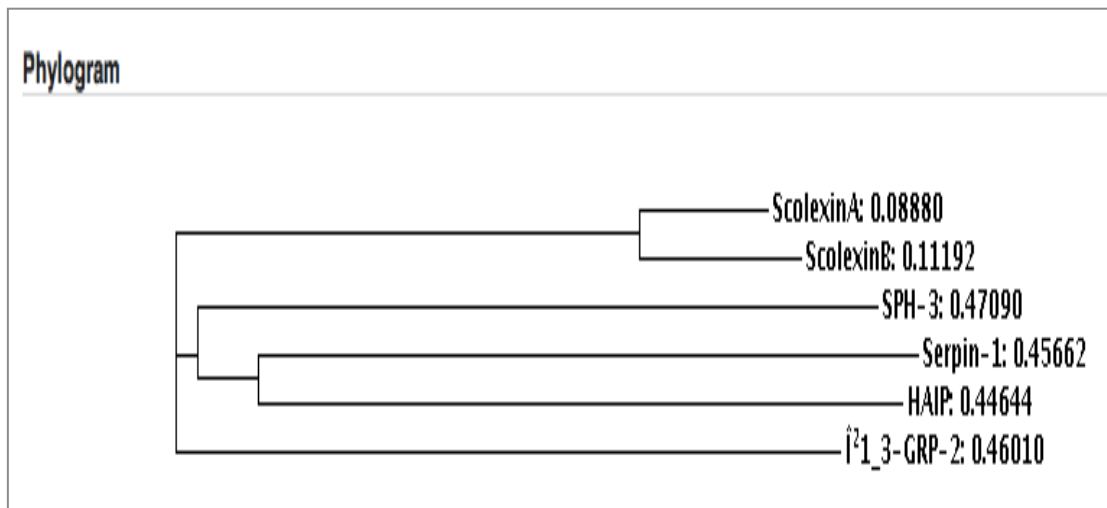 Phylogram
ScolexinA: 0.08880
ScolexinB: 0.11192
SPH-3: 0.47090
Serpin-1: 0.45662
HAIP: 0.44644
Î²1_3-GRP-2: 0.46010